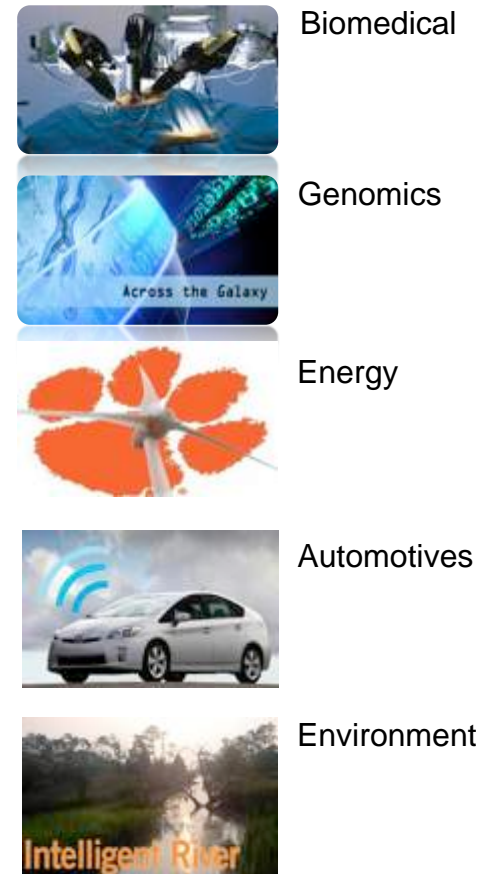 Biomedical
Genomics
Across the Galaxy
Energy
Automotives
Environment
Intelligent River